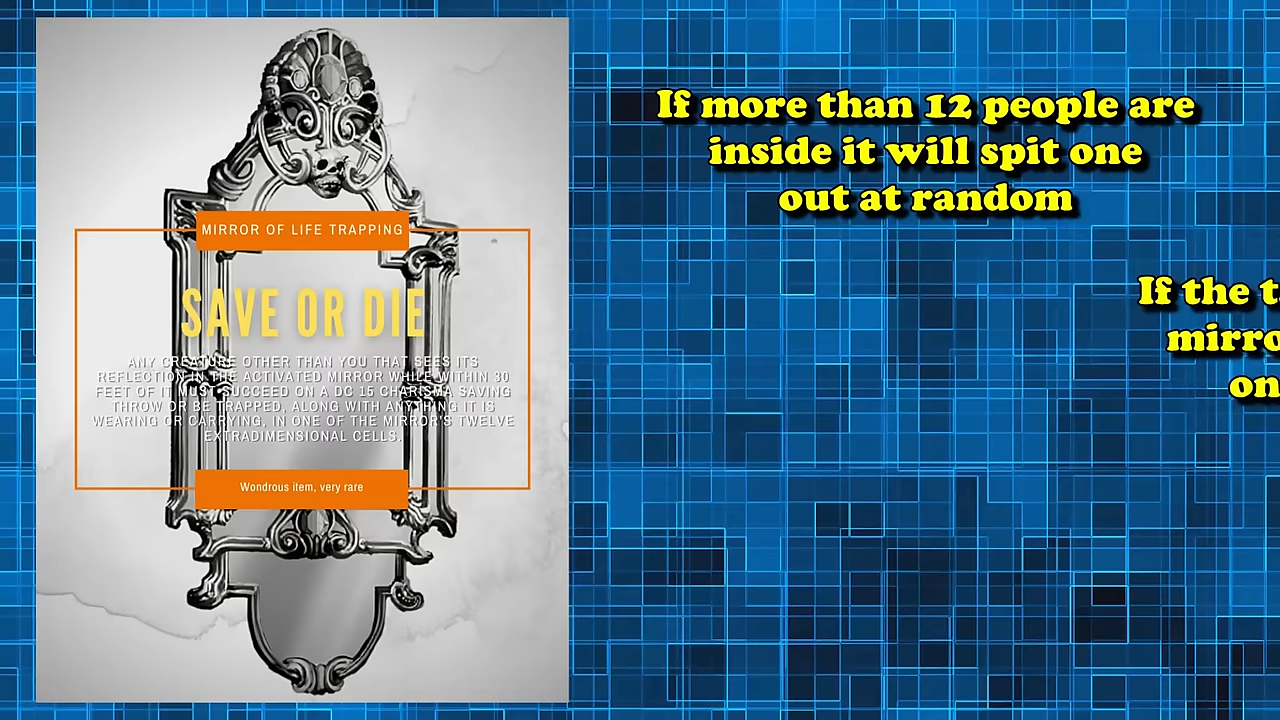 MIRROR OF LIFE TRAPPING
SAVE OR DIE
ANY CREATURE OTHER THAN YOU THAT SEES ITS
REFLECTION IN THE ACTIVATED MIRROR WHILE WITHIN 30
FEET OF IT MUST SUCCEED ON A DC 15 CHARISMA SAVING
THROW OR BE TRAPPED, ALONG WITH ANYTHING IT IS
WEARING OR CARRYING, IN ONE OF THE MIRROR'S TWELVE
EXTRADIMENSIONAL CELLS.
Wondrous item, very rare
If more than 12 people are
inside it will spit one
out at random
If the